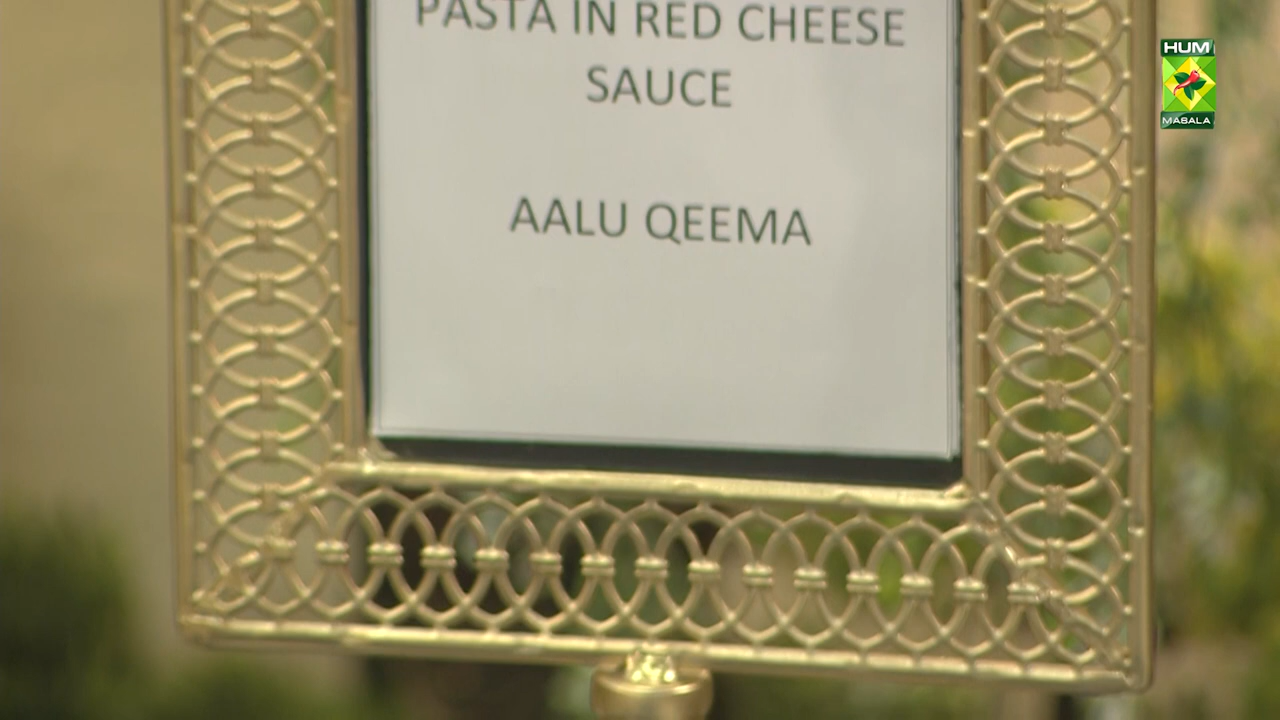 PASTA IN RED CHEESE
SAUCE
AALU QEEMA
HUM
MASALA